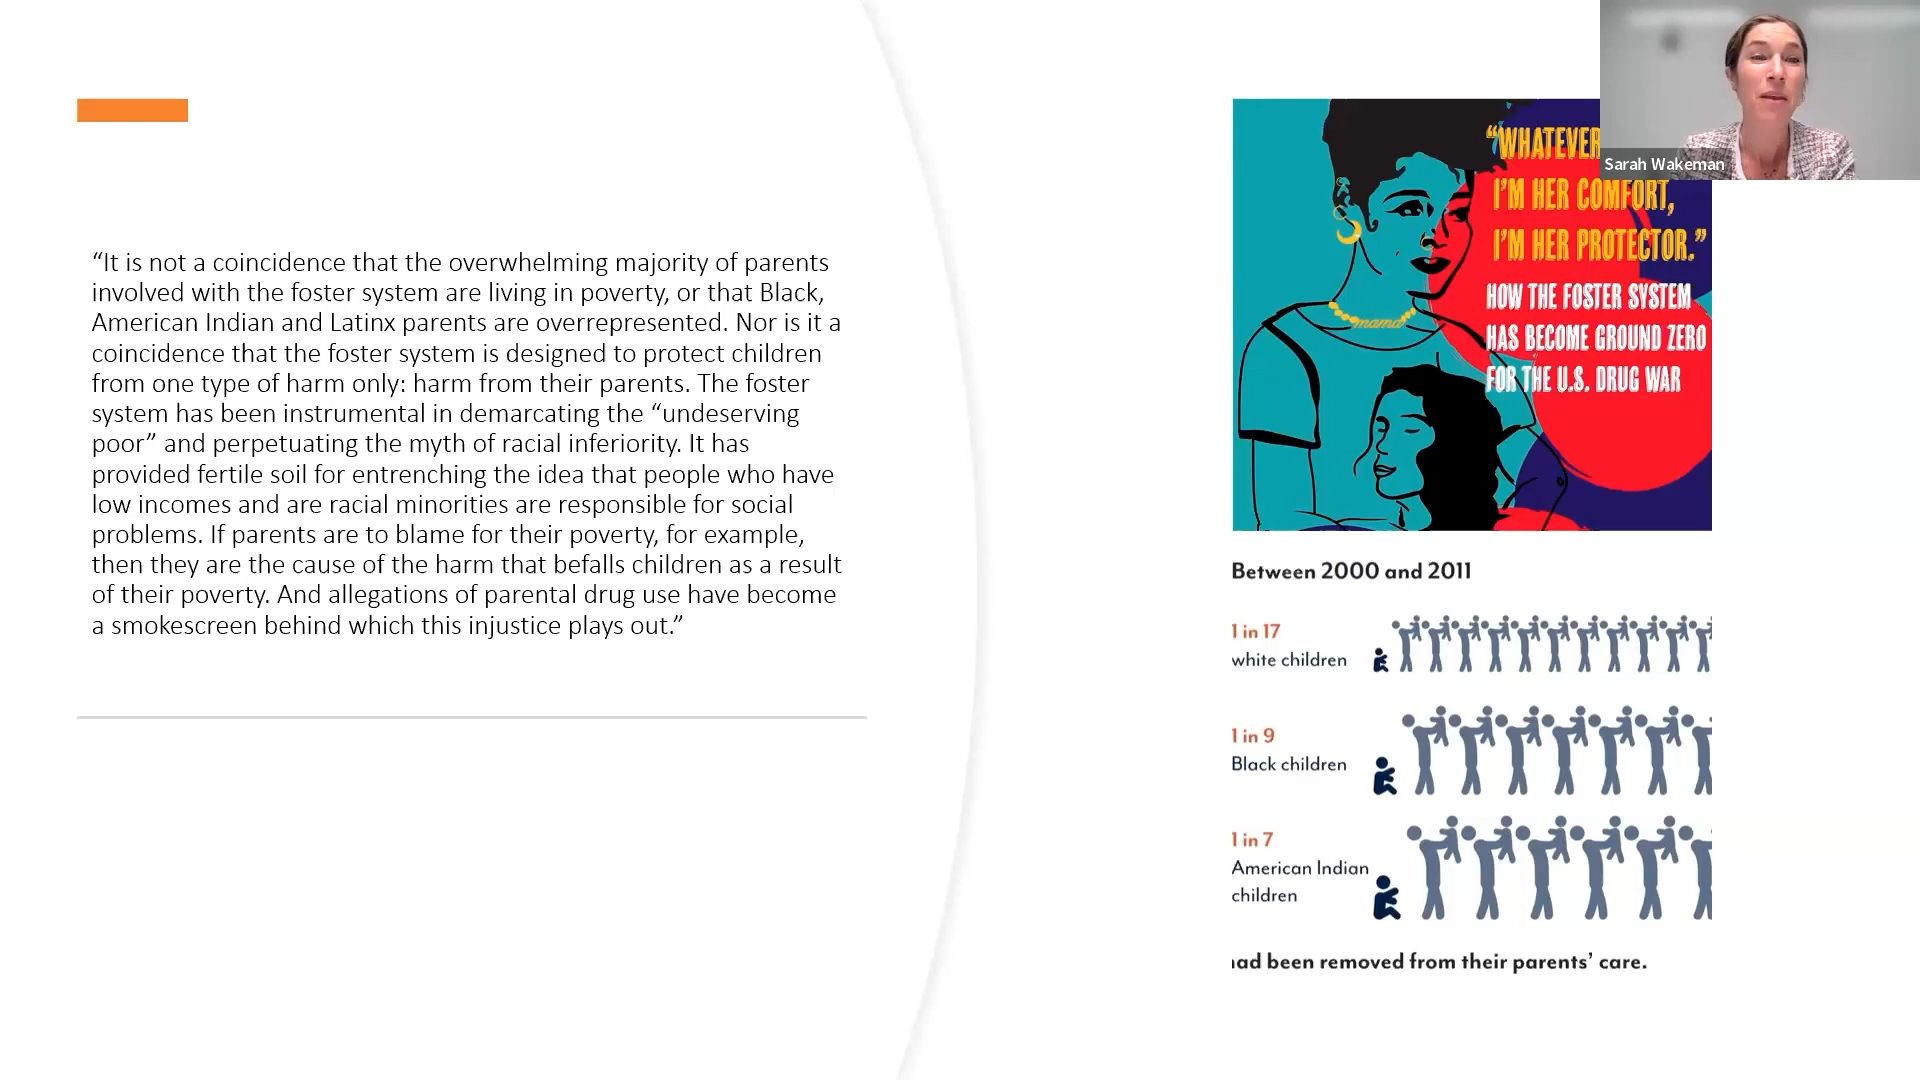 “It is not a coincidence that the overwhelming majority of parents
involved with the foster system are living in poverty, or that Black,
American Indian and Latinx parents are overrepresented. Nor is it a
coincidence that the foster system is designed to protect children
from one type of harm only: harm from their parents. The foster
system has been instrumental in demarcating the “undeserving
poor” and perpetuating the myth of racial inferiority. It has
provided fertile soil for entrenching the idea that people who have
low incomes and are racial minorities are responsible for social
problems. If parents are to blame for their poverty, for example,
then they are the cause of the harm that befalls children as a result
of their poverty. And allegations of parental drug use have become
a smokescreen behind which this injustice plays out.”
“WHATEVER
I’M HER COMFORT,
I’M HER PROTECTOR.”
HOW THE FOSTER SYSTEM
HAS BECOME GROUND ZERO
FOR THE U.S. DRUG WAR
mama
Sarah Wakeman
Between 2000 and 2011
1 in 17
white children
1 in 9
Black children
1 in 7
American Indian
children
been removed from their parents’ care.